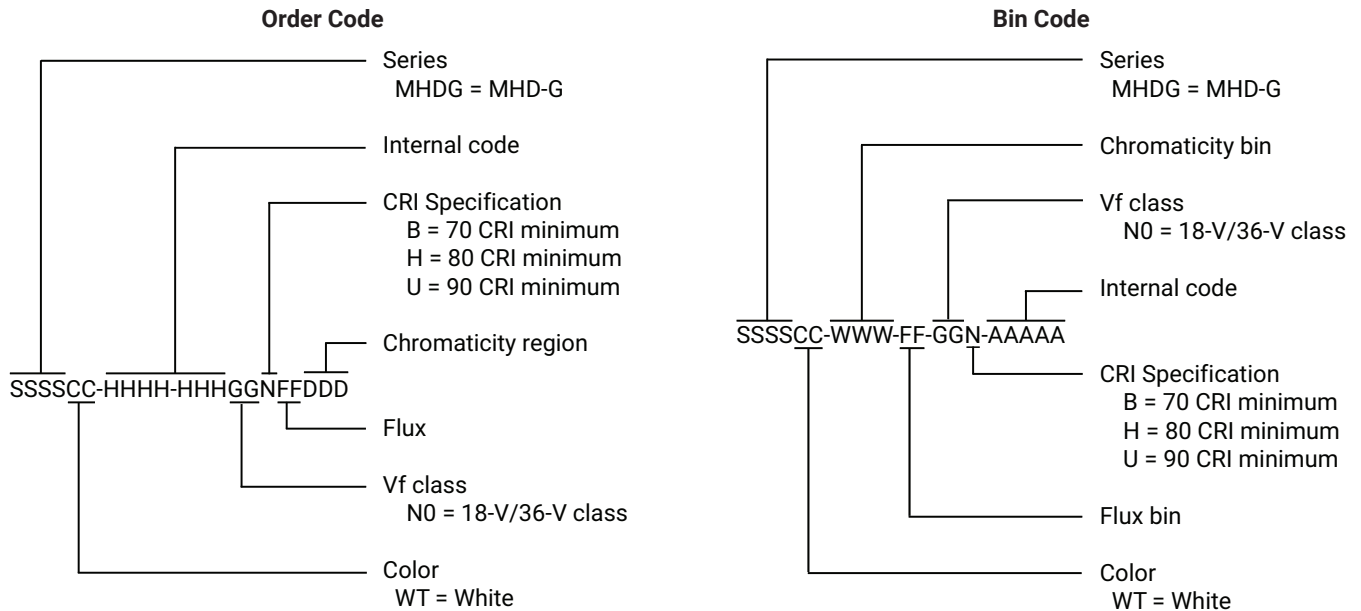 Order Code
Series
MHDG = MHD-G
Internal code
CRI Specification
B = 70 CRI minimum
H = 80 CRI minimum
U = 90 CRI minimum
Chromaticity region
SSSSCC-HHHH-HHHGGNFFDDD
Flux
Vf class
N0 = 18-V/36-V class
Color
WT = White
Bin Code
Series
MHDG = MHD-G
Chromaticity bin
Vf class
N0 = 18-V/36-V class
Internal code
SSSSCC-WWW-FF-GGN-AAAAA
CRI Specification
B = 70 CRI minimum
H = 80 CRI minimum
U = 90 CRI minimum
Flux bin
Color
WT = White